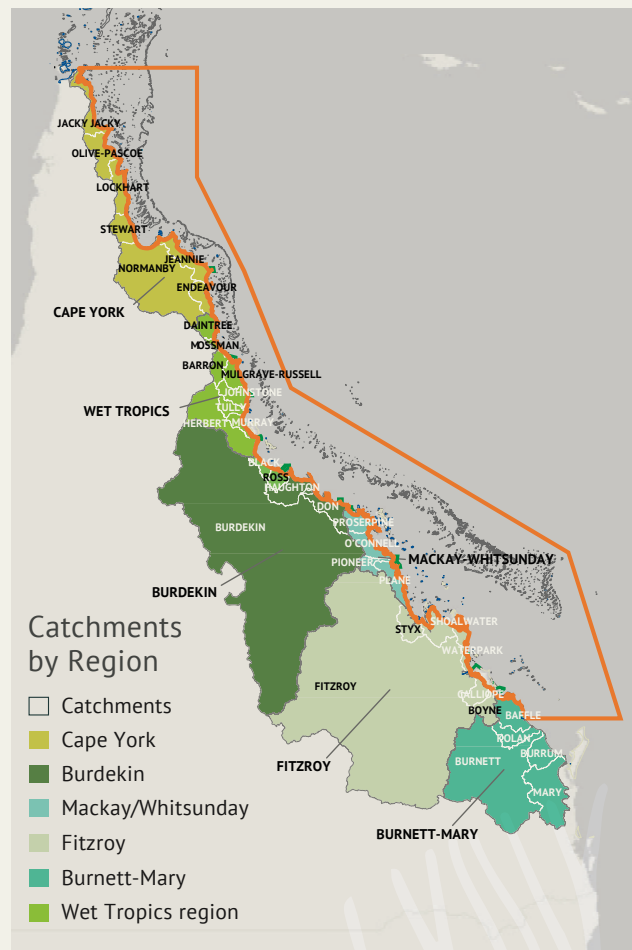 JACKY JACKY
OLIVE-PASCOE
LOCKHART
STEWART
JEANNIE
NORMANBY
ENDEAVOUR
CAPE YORK
DAINTREE
MOSSMAN
BARRON
MULGRAVE-RUSSELL
JOHNSTONE
TULLY
WET TROPICS
HERBERT MURRAY
BLACK
ROSS
HAUGHTON
DON
PROSERPINE
BURDEKIN
O'CONNELL
MACKAY-WHITSUNDAY
PIONEER
PLANE
BURDEKIN
SHOALWATER
STYX
WATERPARK
FITZROY
CALLIOPE
BOYNE
BAFFLE
KOLAN
BURRUM
FITZROY
BURNETT
MARY
BURNETT-MARY
Catchments
by Region
Catchments
Cape York
Burdekin
Mackay/Whitsunday
Fitzroy
Burnett-Mary
Wet Tropics region